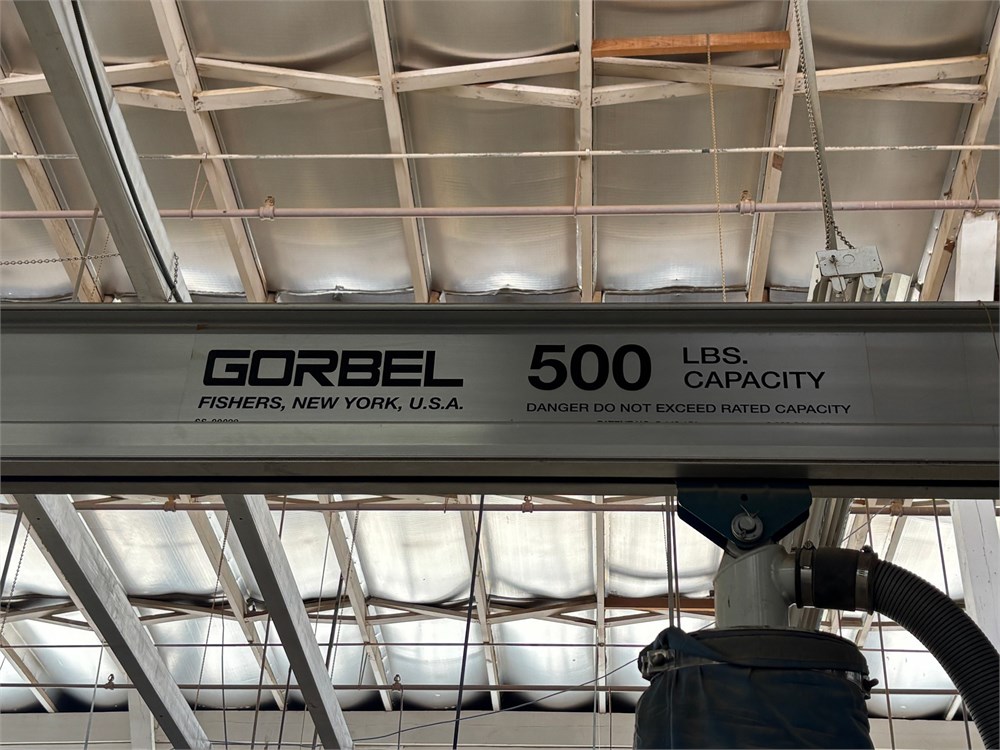 GORBEL
FISHERS, NEW YORK, U.S.A.
500 LBS.
CAPACITY
DANGER DO NOT EXCEED RATED CAPACITY